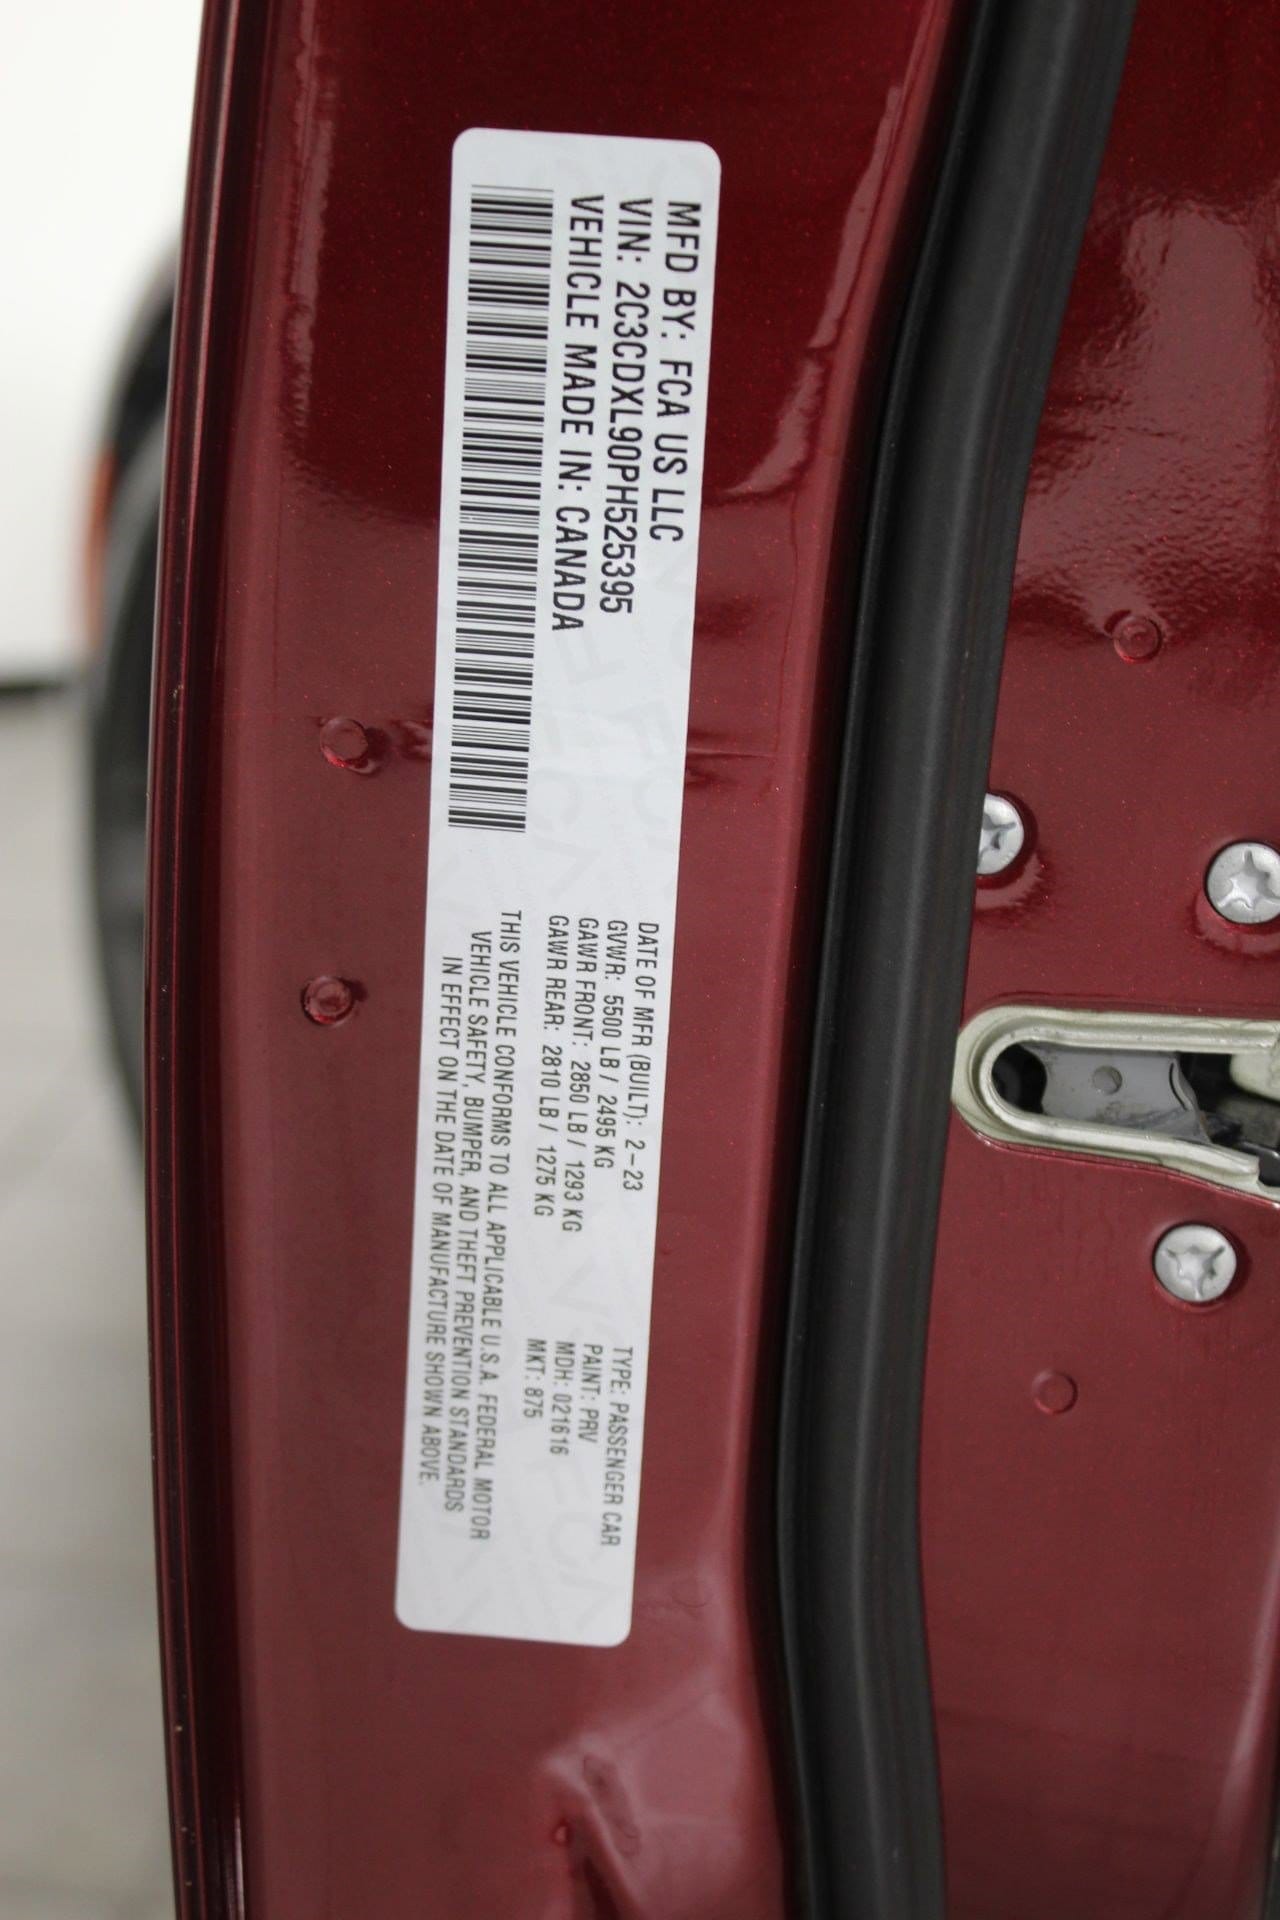 MFD BY: FCA US LLC
VIN: 2C3CDXL90PH525395
VEHICLE MADE IN: CANADA
DATE OF MFR (BUILT): 2-23
GVWR: 5500 LB / 2495 KG
GAWR FRONT: 2850 LB / 1293 KG
GAWR REAR: 2810 LB / 1275 KG
THIS VEHICLE CONFORMS TO ALL APPLICABLE U.S.A. FEDERAL MOTOR
VEHICLE SAFETY, BUMPER, AND THEFT PREVENTION STANDARDS
IN EFFECT ON THE DATE OF MANUFACTURE SHOWN ABOVE.
TYPE: PASSENGER CAR
PAINT: PRV
MDH: 021616
MKT: 875